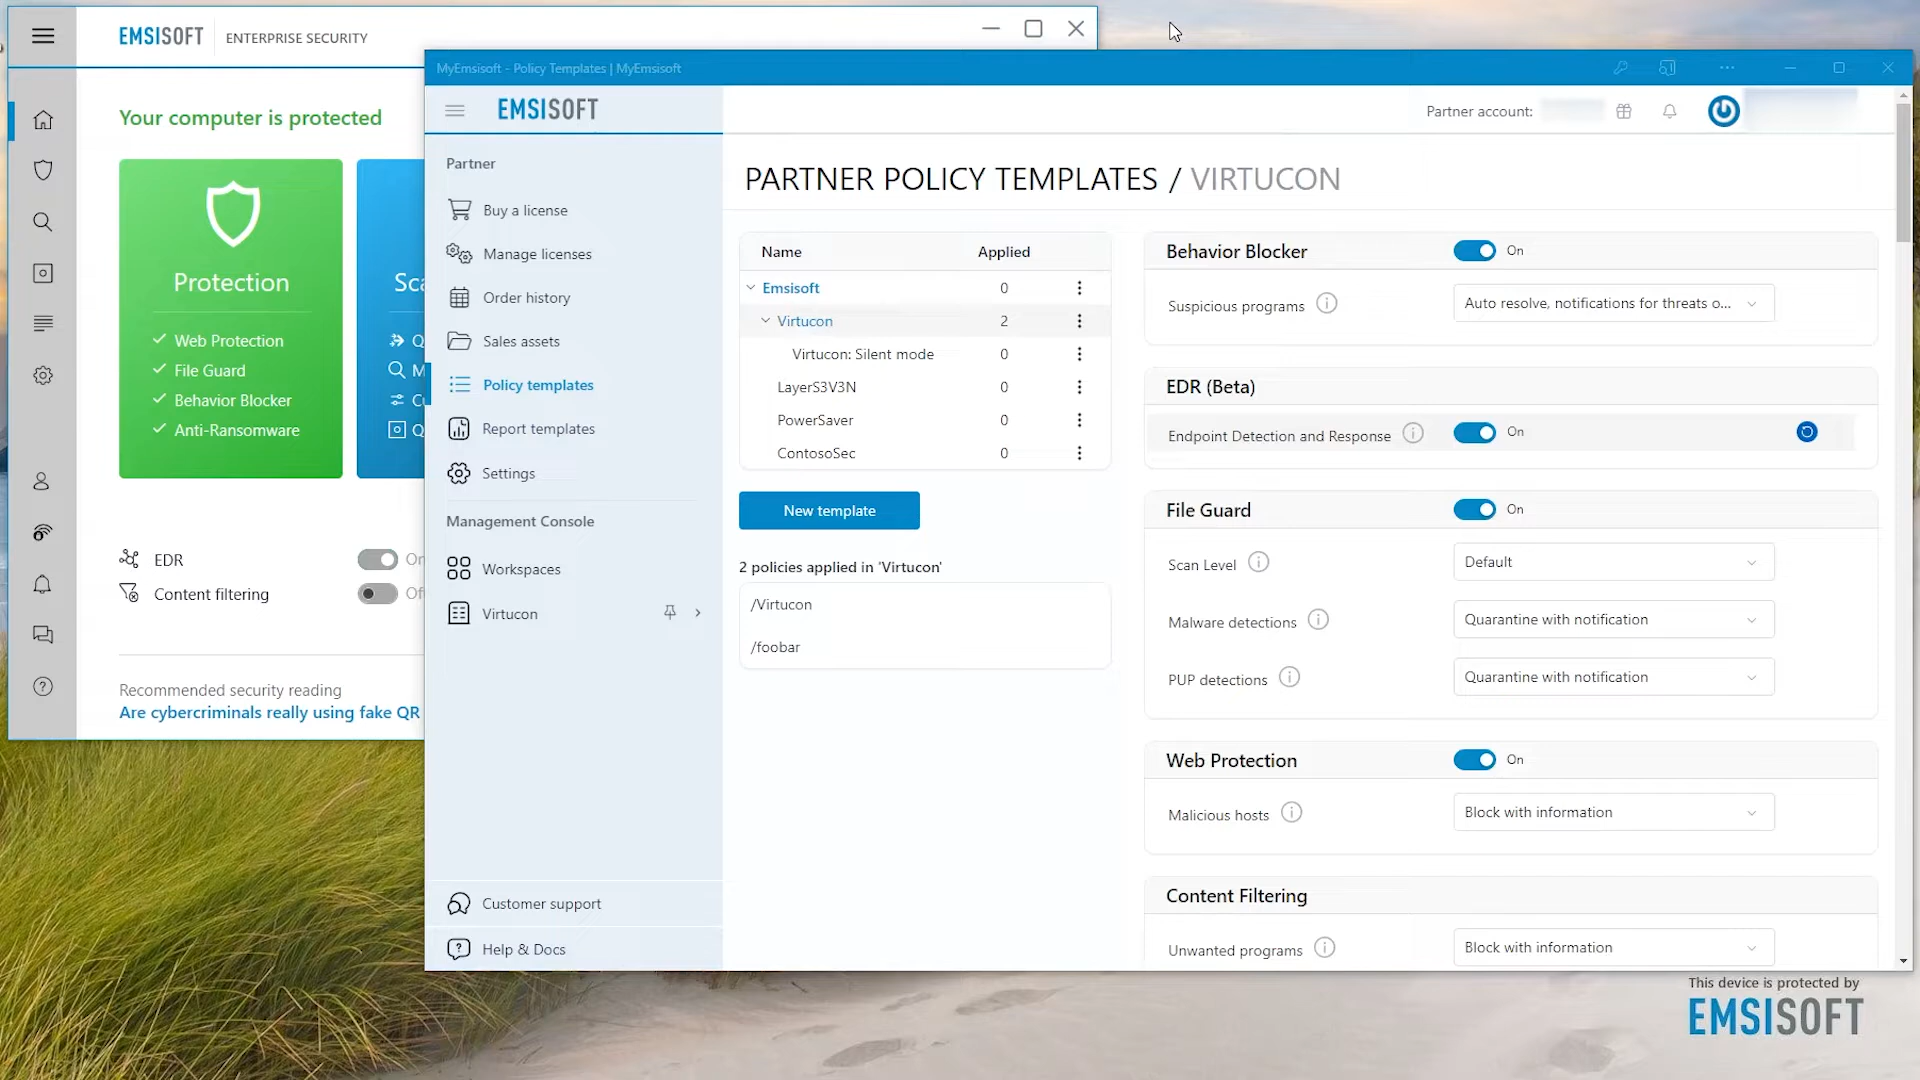 EMSISOFT
ENTERPRISE SECURITY
Your computer is protected
Protection
Web Protection
File Guard
Behavior Blocker
Anti-Ransomware
EDR
Content filtering
Recommended security reading
Are cybercriminals really using fake QR
MyEmsisoft - Policy Templates | MyEmsisoft
EMSISOFT
Partner account:
Partner
Buy a license
Manage licenses
Order history
Sales assets
Policy templates
Report templates
Settings
Management Console
Workspaces
Virtucon
Customer support
Help & Docs
PARTNER POLICY TEMPLATES / VIRTUCON
Name Applied
Emsisoft 0
Virtucon 2
Virtucon: Silent mode 0
LayerS3V3N 0
PowerSaver 0
ContosoSec 0
New template
2 policies applied in 'Virtucon'
/Virtucon
/foobar
Behavior Blocker On
Suspicious programs Auto resolve, notifications for threats o...
EDR (Beta)
Endpoint Detection and Response On
File Guard On
Scan Level Default
Malware detections Quarantine with notification
PUP detections Quarantine with notification
Web Protection On
Malicious hosts Block with information
Content Filtering
Unwanted programs Block with information
This device is protected by
EMSISOFT